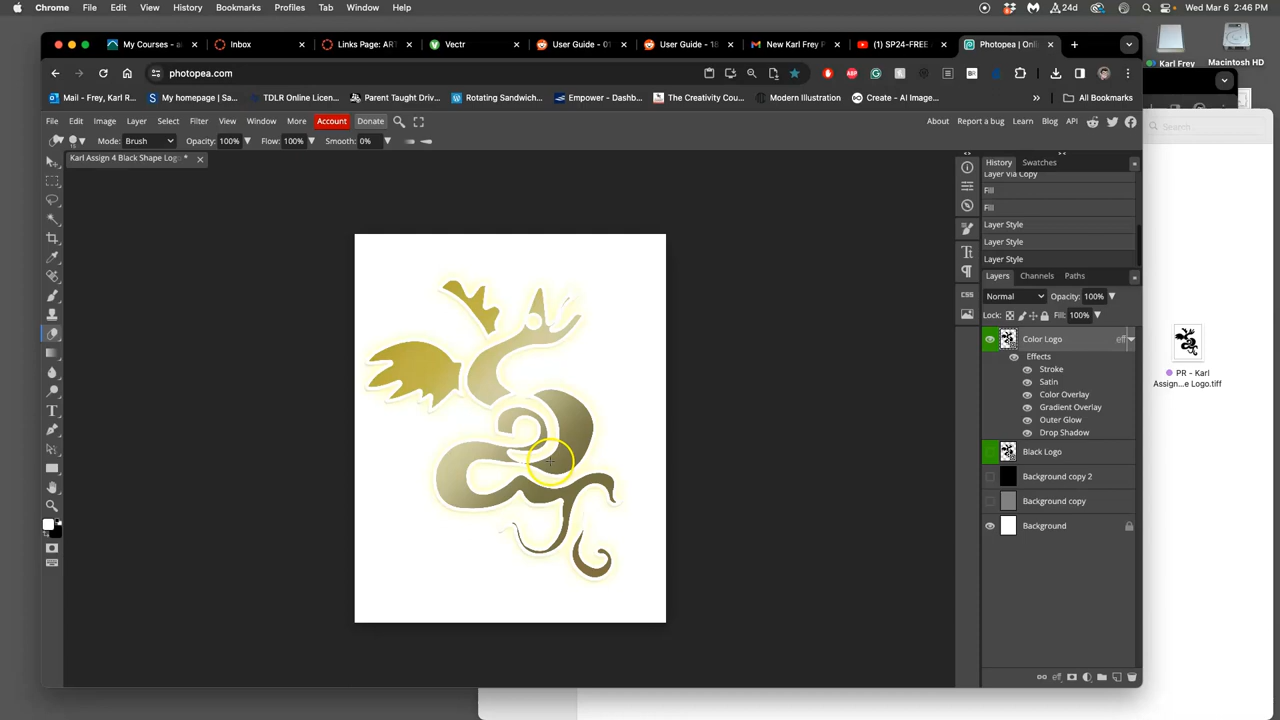 Chrome File Edit View History Bookmarks Profiles Tab Window Help 24d Wed Mar 6 2:46 PM
My Courses - a Inbox Links Page: ART Vectr User Guide - 01 User Guide - 18 New Karl Frey P (1) SP24-FREE Photopea | Onli
photopea.com
Karl Frey Macintosh HD
Mail - Frey, Karl R... My homepage | Sa... TDLR Online Licen... Parent Taught Driv... Rotating Sandwich... Empower - Dashb... The Creativity Cou... Modern Illustration Create - AI Image... All Bookmarks
File Edit Image Layer Select Filter View Window More Account Donate About Report a bug Learn Blog API
Mode: Brush Opacity: 100% Flow: 100% Smooth: 0%
Search
Karl Assign 4 Black Shape Logo *
History Swatches
Layer Via Copy
Fill
Fill
Layer Style
Layer Style
Layer Style
Layers Channels Paths
Normal Opacity: 100%
Lock: Fill: 100%
Color Logo eff
Effects
Stroke
Satin
Color Overlay
Gradient Overlay
Outer Glow
Drop Shadow
Black Logo
Background copy 2
Background copy
Background
CSS
PR - Karl
Assign...e Logo.tiff